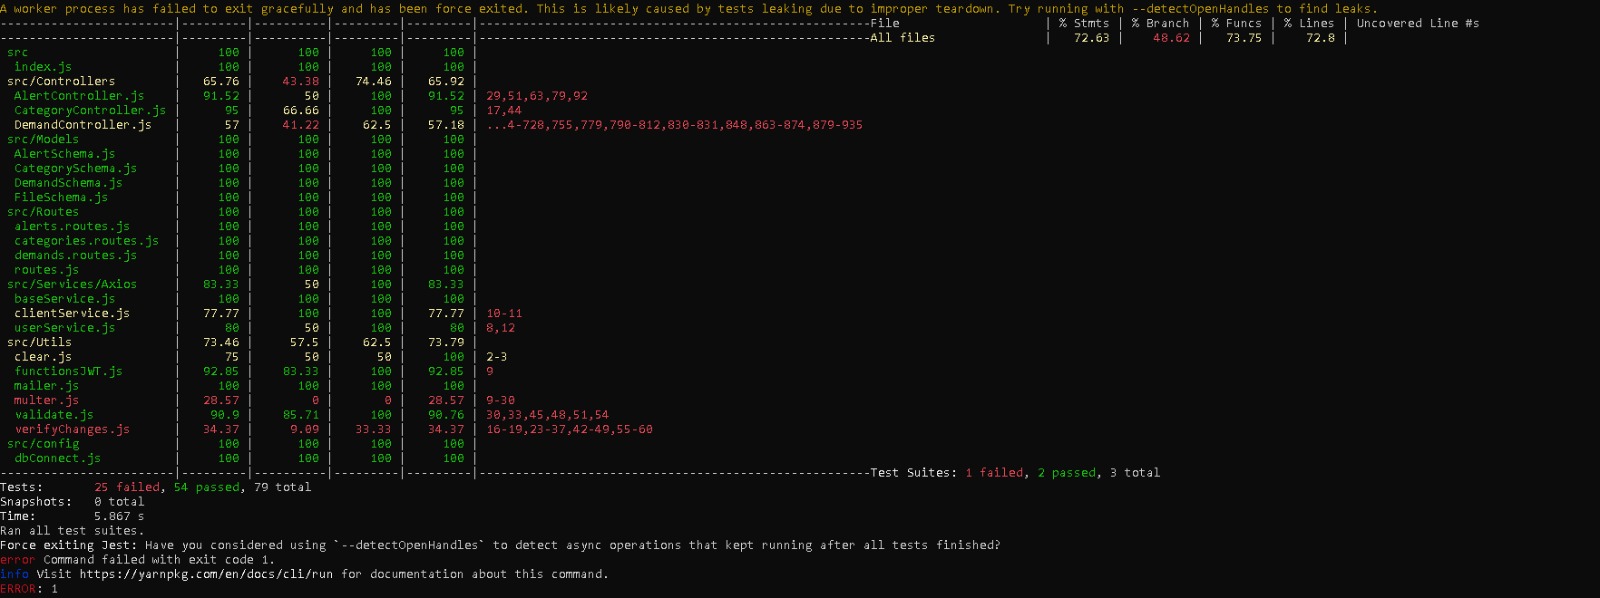 A worker process has failed to exit gracefully and has been force exited. This is likely caused by tests leaking due to improper teardown. Try running with --detectOpenHandles to find leaks.
------------------------|---------|----------|---------|---------|------------------------------------------------------File | % Stmts | % Branch | % Funcs | % Lines | Uncovered Line #s
------------------------|---------|----------|---------|---------|------------------------------------------------------All files | 72.63 | 48.62 | 73.75 | 72.8 |
src | 100 | 100 | 100 | 100 |
index.js | 100 | 100 | 100 | 100 |
src/Controllers | 65.76 | 43.38 | 74.46 | 65.92 |
AlertController.js | 91.52 | 50 | 100 | 91.52 | 29,51,63,79,92
CategoryController.js | 95 | 66.66 | 100 | 95 | 17,44
DemandController.js | 57 | 41.22 | 62.5 | 57.18 | ...4-728,755,779,790-812,830-831,848,863-874,879-935
src/Models | 100 | 100 | 100 | 100 |
AlertSchema.js | 100 | 100 | 100 | 100 |
CategorySchema.js | 100 | 100 | 100 | 100 |
DemandSchema.js | 100 | 100 | 100 | 100 |
FileSchema.js | 100 | 100 | 100 | 100 |
src/Routes | 100 | 100 | 100 | 100 |
alerts.routes.js | 100 | 100 | 100 | 100 |
categories.routes.js | 100 | 100 | 100 | 100 |
demands.routes.js | 100 | 100 | 100 | 100 |
routes.js | 100 | 100 | 100 | 100 |
src/Services/Axios | 83.33 | 50 | 100 | 83.33 |
baseService.js | 100 | 100 | 100 | 100 |
clientService.js | 77.77 | 100 | 100 | 77.77 | 10-11
userService.js | 80 | 50 | 100 | 80 | 8,12
src/Utils | 73.46 | 57.5 | 62.5 | 73.79 |
clear.js | 75 | 50 | 50 | 100 | 2-3
functionsJWT.js | 92.85 | 83.33 | 100 | 92.85 | 9
mailer.js | 100 | 100 | 100 | 100 |
multer.js | 28.57 | 0 | 0 | 28.57 | 9-30
validate.js | 90.9 | 85.71 | 100 | 90.76 | 30,33,45,48,51,54
verifyChanges.js | 34.37 | 9.09 | 33.33 | 34.37 | 16-19,23-37,42-49,55-60
src/config | 100 | 100 | 100 | 100 |
dbConnect.js | 100 | 100 | 100 | 100 |
------------------------|---------|----------|---------|---------|------------------------------------------------------Test Suites: 1 failed, 2 passed, 3 total
Tests: 25 failed, 54 passed, 79 total
Snapshots: 0 total
Time: 5.867 s
Ran all test suites.
Force exiting Jest: Have you considered using `--detectOpenHandles` to detect async operations that kept running after all tests finished?
error Command failed with exit code 1.
info Visit https://yarnpkg.com/en/docs/cli/run for documentation about this command.
ERROR: 1